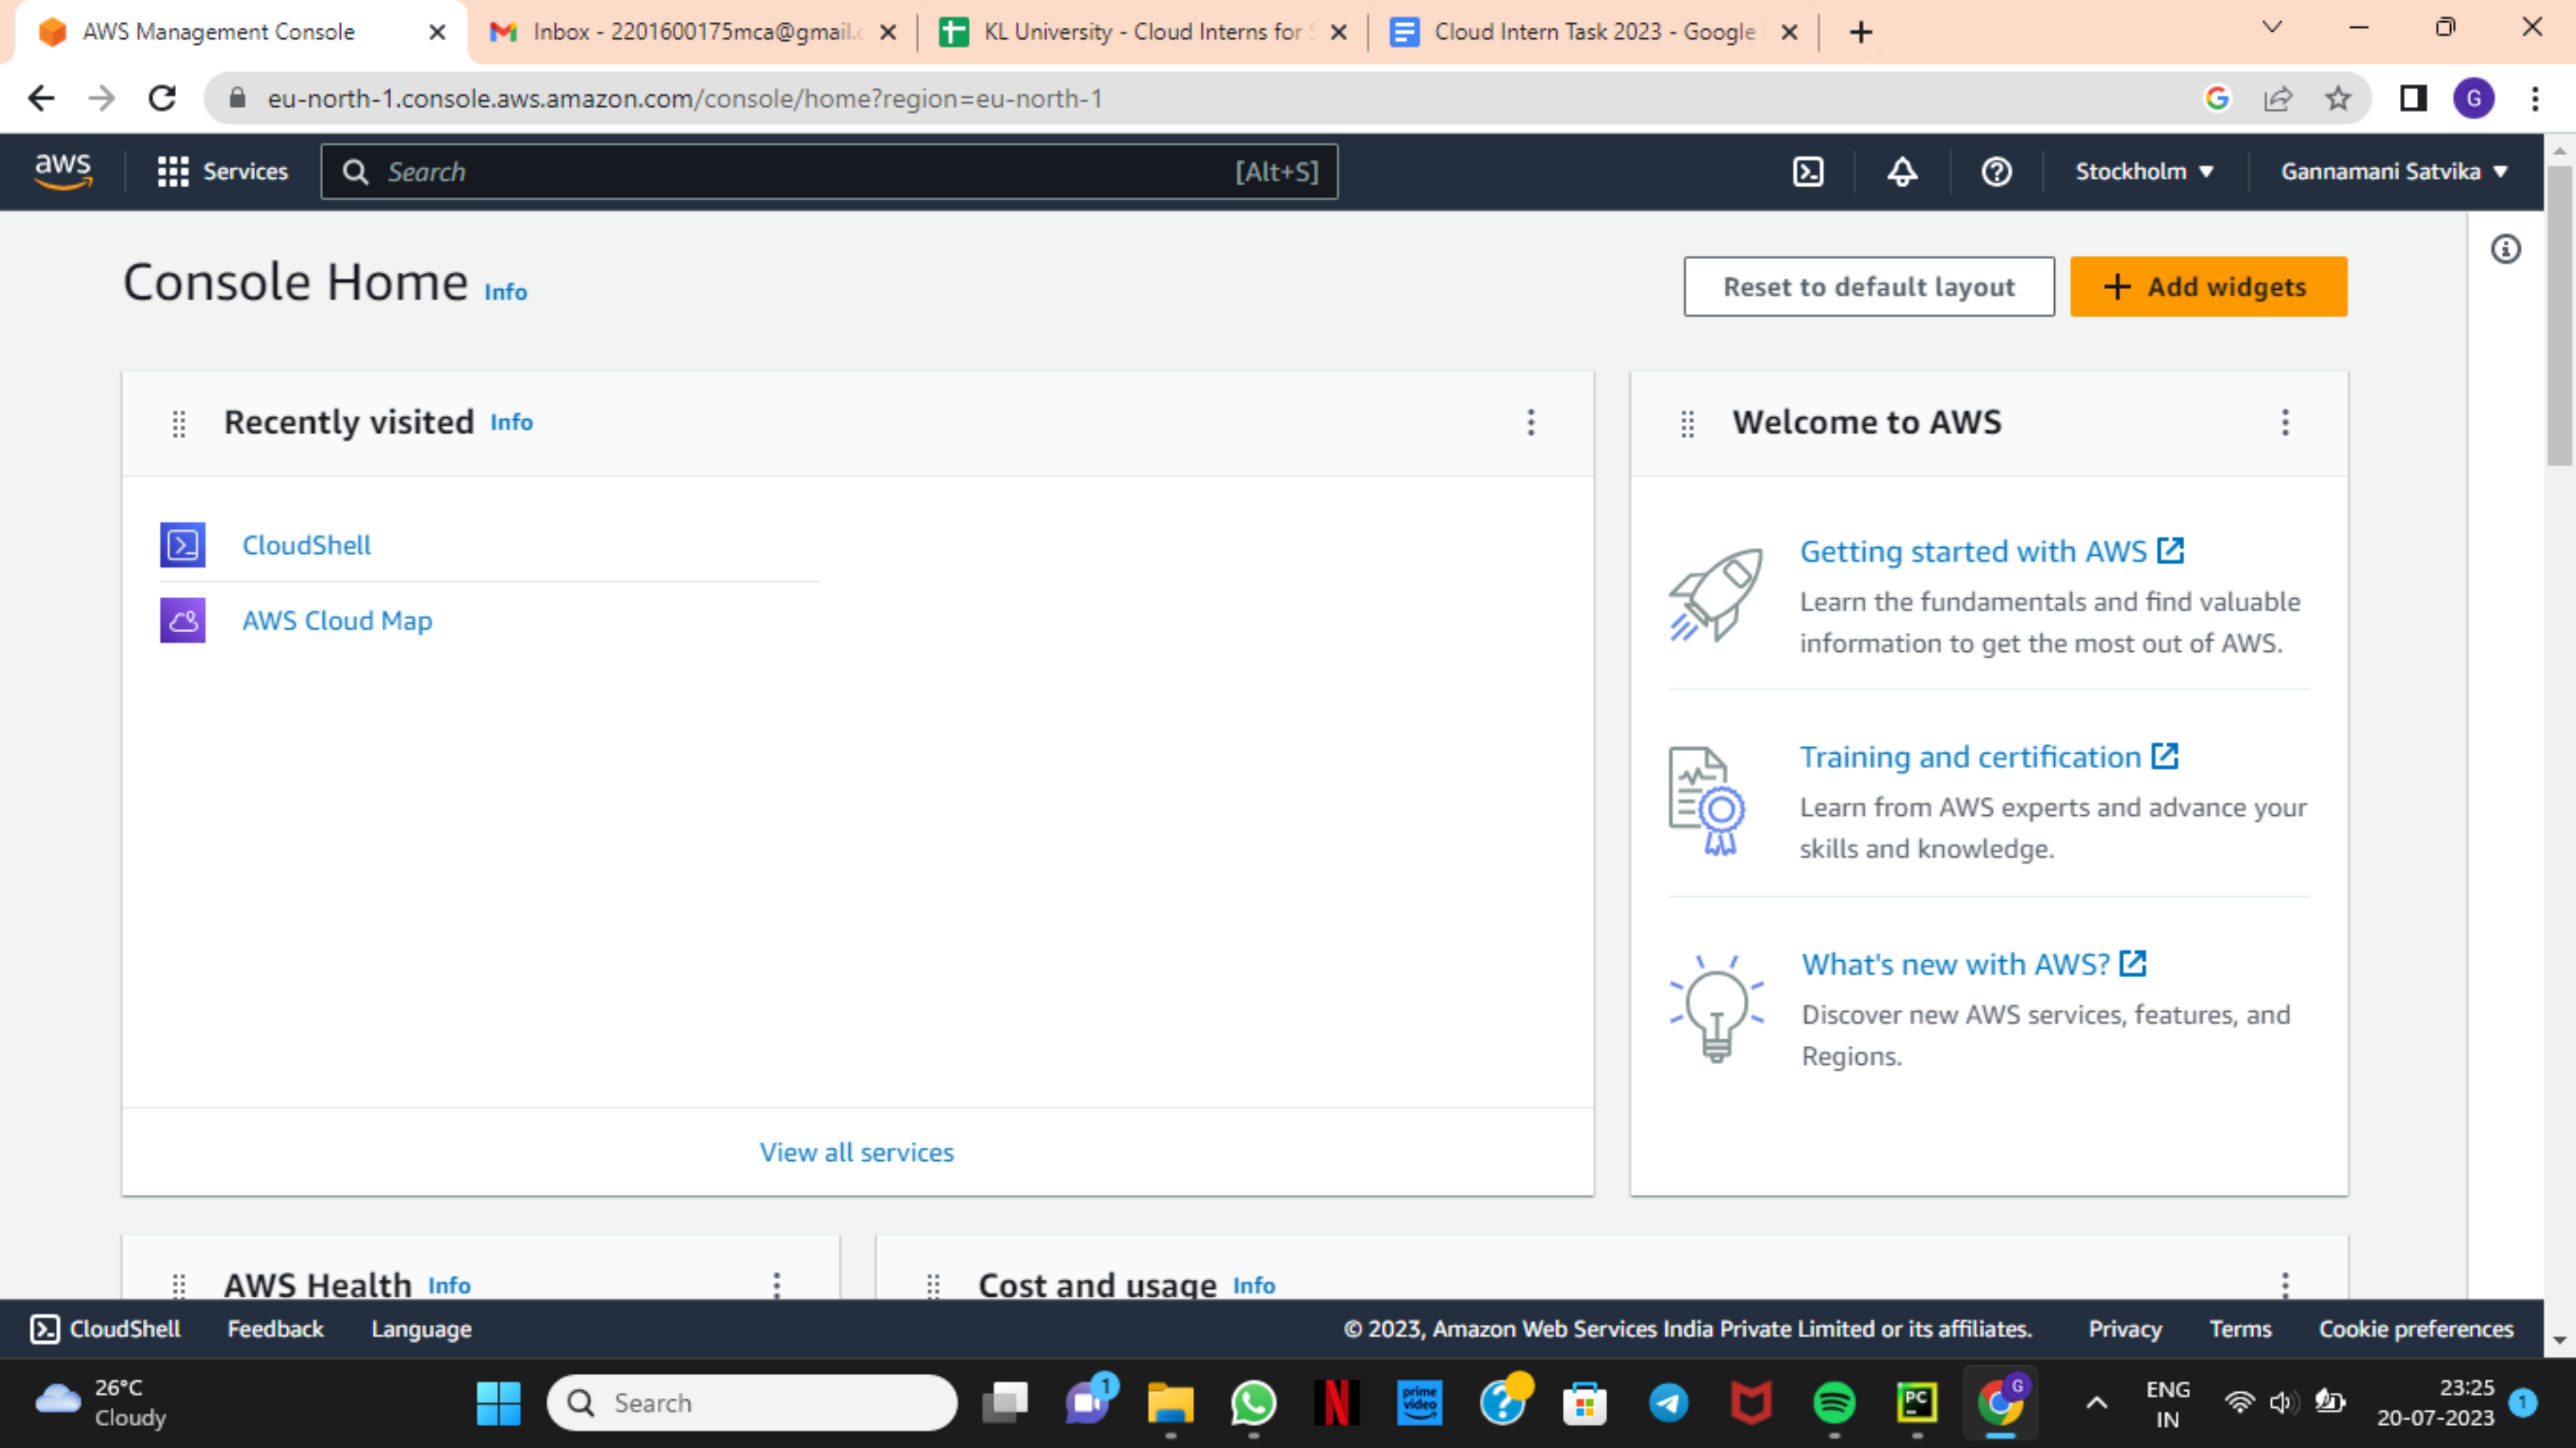 AWS Management Console
Inbox - 2201600175mca@gmail.c
KL University - Cloud Interns for S
Cloud Intern Task 2023 - Google
eu-north-1.console.aws.amazon.com/console/home?region=eu-north-1
G
aws
Services
Search
[Alt+S]
Stockholm
Gannamani Satvika
Console Home Info
Reset to default layout
Add widgets
Recently visited Info
CloudShell
AWS Cloud Map
View all services
Welcome to AWS
Getting started with AWS
Learn the fundamentals and find valuable
information to get the most out of AWS.
Training and certification
Learn from AWS experts and advance your
skills and knowledge.
What's new with AWS?
Discover new AWS services, features, and
Regions.
AWS Health Info
Cost and usage Info
CloudShell
Feedback
Language
© 2023, Amazon Web Services India Private Limited or its affiliates.
Privacy
Terms
Cookie preferences
26°C
Cloudy
Search
1
N
prime
video
PC
G
ENG
IN
23:25
20-07-2023
1